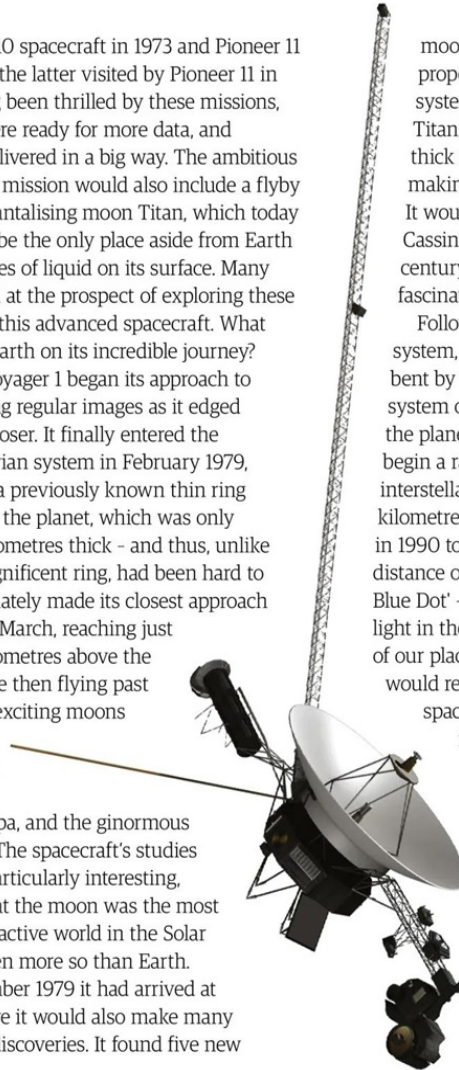 0 spacecraft in 1973 and Pioneer 11
the latter visited by Pioneer 11 in
been thrilled by these missions,
re ready for more data, and
livered in a big way. The ambitious
mission would also include a flyby
antalising moon Titan, which today
be the only place aside from Earth
es of liquid on its surface. Many
at the prospect of exploring these
this advanced spacecraft. What
arth on its incredible journey?
oyager 1 began its approach to
g regular images as it edged
oser. It finally entered the
ian system in February 1979,
a previously known thin ring
the planet, which was only
ometres thick - and thus, unlike
gnificent ring, had been hard to
ately made its closest approach
March, reaching just
ometres above the
e then flying past
exciting moons
pa, and the ginormous
The spacecraft's studies
articularly interesting,
at the moon was the most
active world in the Solar
en more so than Earth.
ber 1979 it had arrived at
re it would also make many
discoveries. It found five new
moo
prop
syste
Titan
thick
makin
It wou
Cassin
century
fascina
Follo
system,
bent by
system o
the plane
begin a ra
interstella
kilometre
in 1990 to
distance o
Blue Dot' -
light in the
of our plac
would re
spac